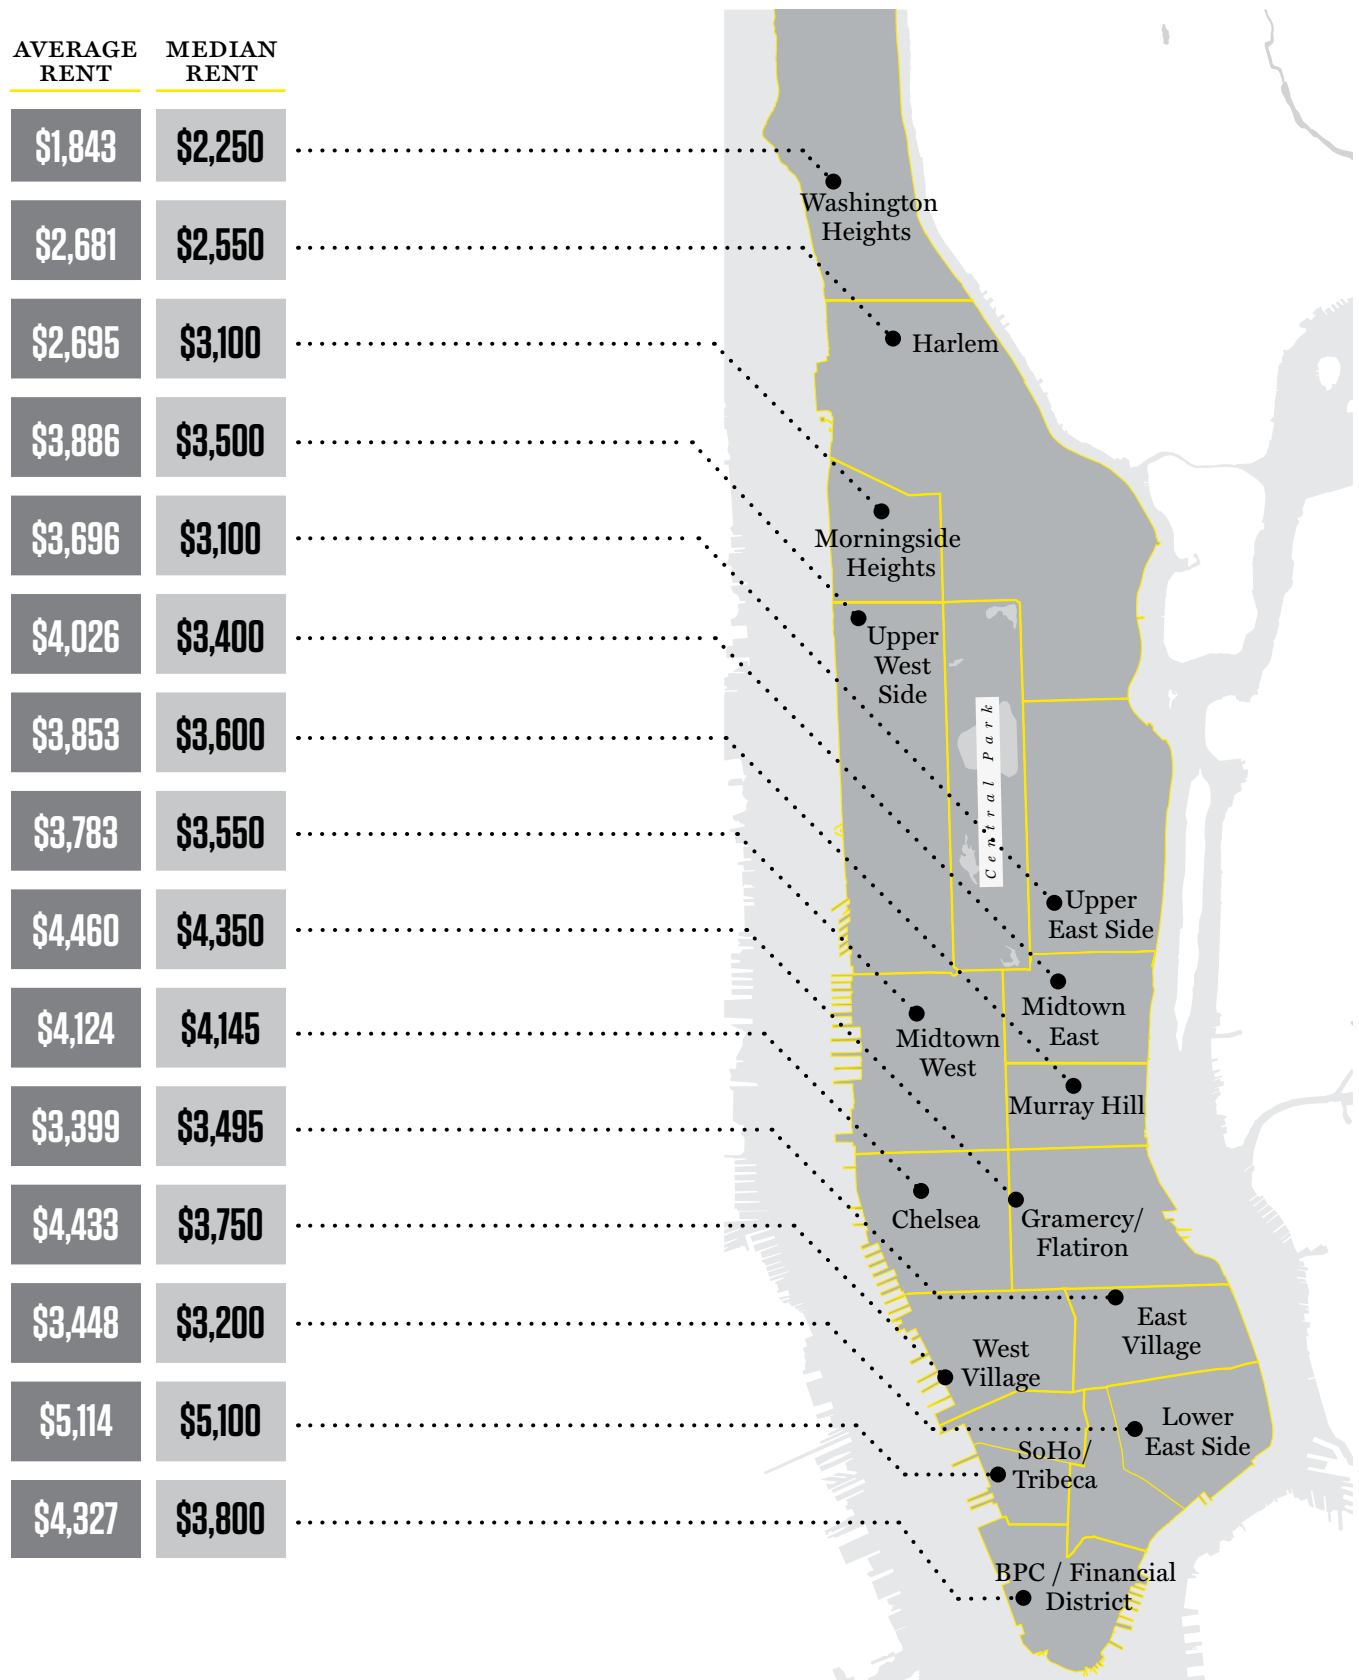 AVERAGE RENT
MEDIAN RENT
$1,843 $2,250
$2,681 $2,550
$2,695 $3,100
$3,886 $3,500
$3,696 $3,100
$4,026 $3,400
$3,853 $3,600
$3,783 $3,550
$4,460 $4,350
$4,124 $4,145
$3,399 $3,495
$4,433 $3,750
$3,448 $3,200
$5,114 $5,100
$4,327 $3,800
Washington
Heights
Harlem
Morningside
Heights
Upper
West
Side
Central Park
Upper
East Side
Midtown
East
Midtown
West
Murray Hill
Chelsea
Gramercy/
Flatiron
East
Village
West
Village
Lower
East Side
SoHo/
Tribeca
BPC / Financial
District